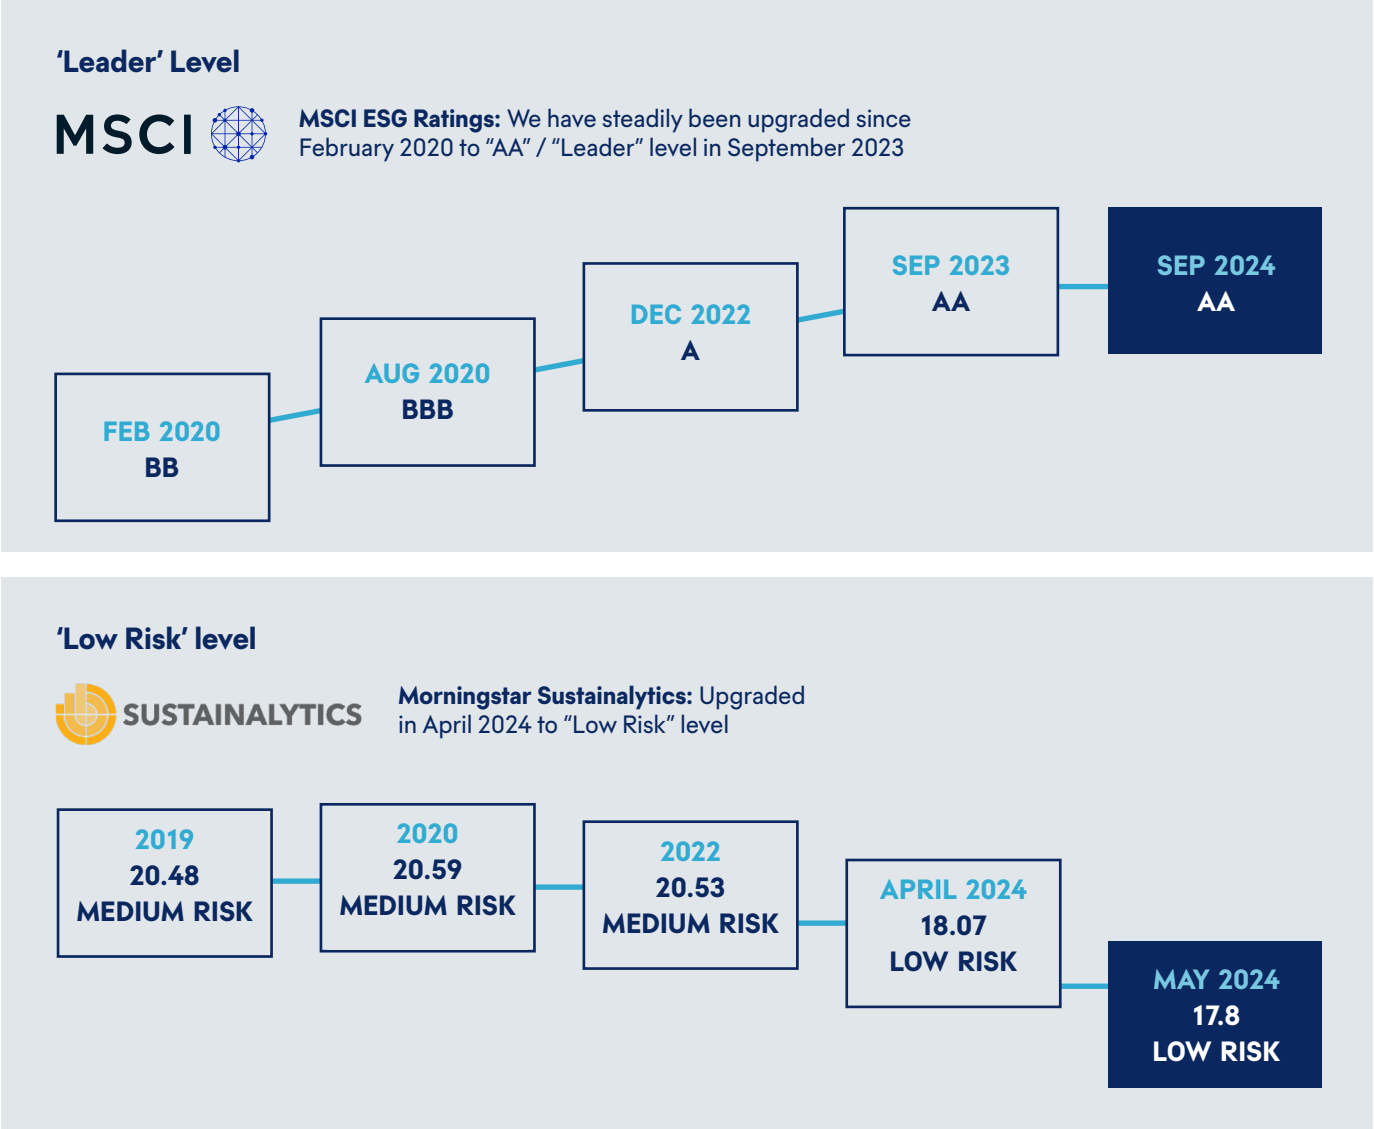 ‘Leader’ Level
MSCI
MSCI ESG Ratings: We have steadily been upgraded since
February 2020 to “AA” / “Leader” level in September 2023
FEB 2020
BB
AUG 2020
BBB
DEC 2022
A
SEP 2023
AA
SEP 2024
AA
‘Low Risk’ level
SUSTAINALYTICS
Morningstar Sustainalytics: Upgraded
in April 2024 to “Low Risk” level
2019
20.48
MEDIUM RISK
2020
20.59
MEDIUM RISK
2022
20.53
MEDIUM RISK
APRIL 2024
18.07
LOW RISK
MAY 2024
17.8
LOW RISK